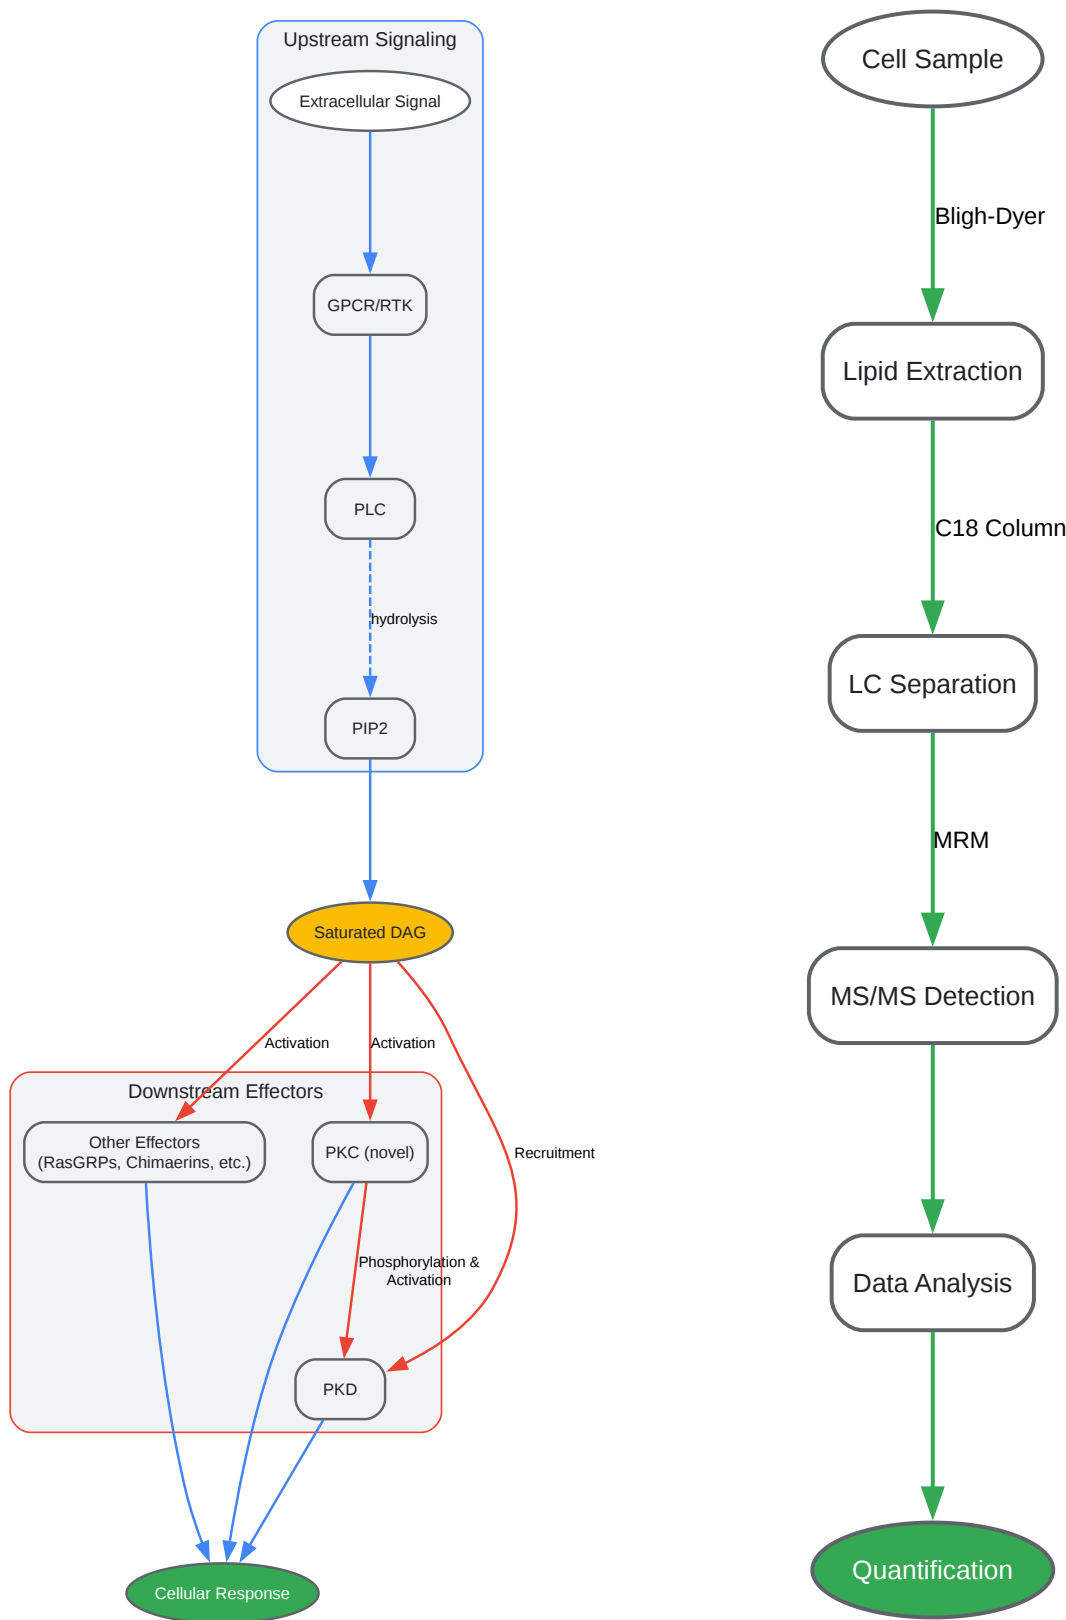 Upstream Signaling
Extracellular Signal
GPCR/RTK
PLC
hydrolysis
PIP2
Saturated DAG
Activation
Activation
Recruitment
Downstream Effectors
Other Effectors
(RasGRPs, Chimaerins, etc.)
PKC (novel)
Phosphorylation &
Activation
PKD
Cellular Response
Cell Sample
Bligh-Dyer
Lipid Extraction
C18 Column
LC Separation
MRM
MS/MS Detection
Data Analysis
Quantification